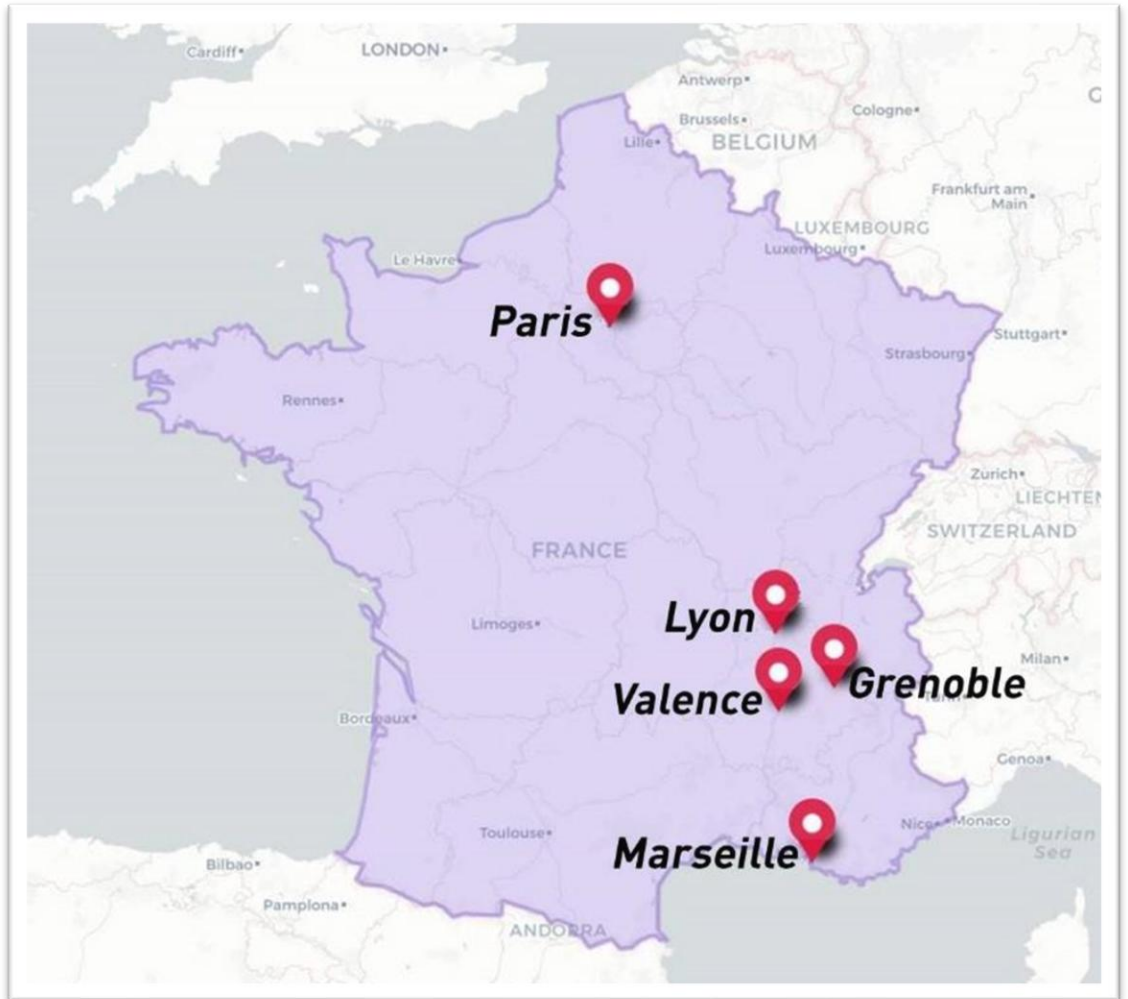 Cardiff
LONDON
Antwerp
Cologne
Brussels
BELGIUM
Lille
Frankfurt am
Main
LUXEMBOURG
Luxembourg
Le Havre
Paris
Stuttgart
Strasbourg
Rennes
Zurich
LIECHTEN
SWITZERLAND
FRANCE
Lyon
Limoges
Milan
Grenoble
Valence
Bordeaux
Genoa
Nice
Monaco
Toulouse
Ligurian
Sea
Marseille
Bilbao
Pamplona
ANDORRA